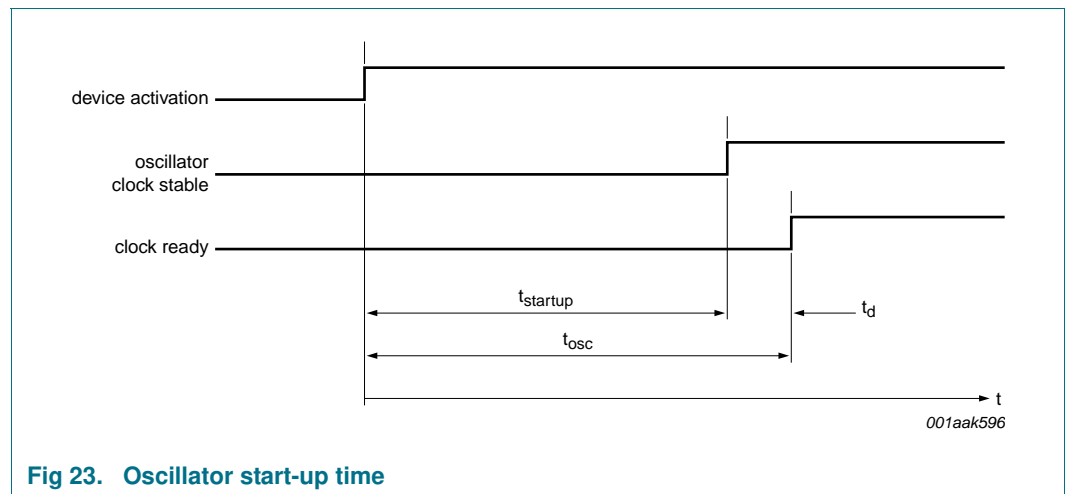 device activation
oscillator
clock stable
clock ready
tstartup
td
tosc
t
001aak596
Fig 23. Oscillator start-up time